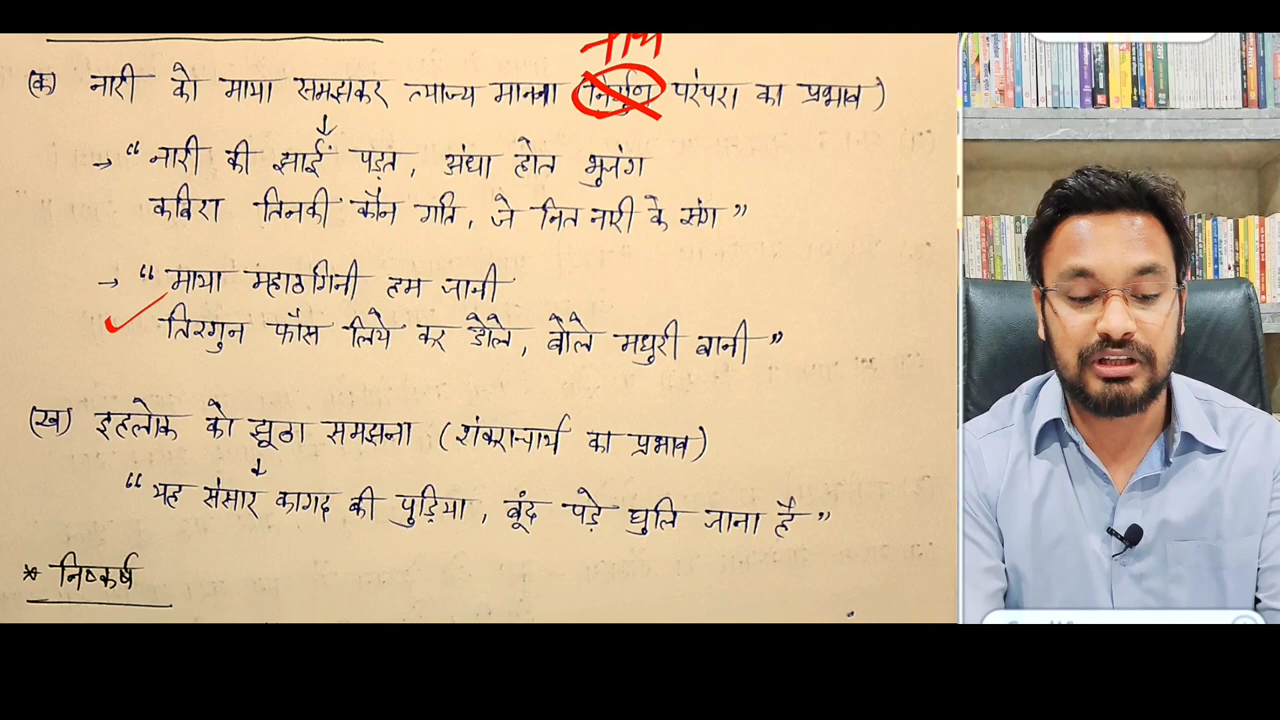 नाथ
(क) नारी को माया समझकर त्याज्य मानना (निर्गुण परंपरा का प्रभाव)
→ “नारी की झाईं पड़त, अंधा होत भुजंग
कबिरा तिनकी कौन गति, जे नित नारी के संग”
→ “माया महाठगिनी हम जानी
तिरगुन फाँस लिये कर डोले, बोले मधुरी बानी”
(ख) इहलोक को झूठा समझना (शंकराचार्य का प्रभाव)
“यह संसार कागद की पुड़िया, बूंद पड़े घुलि जाना है”
* निष्कर्ष